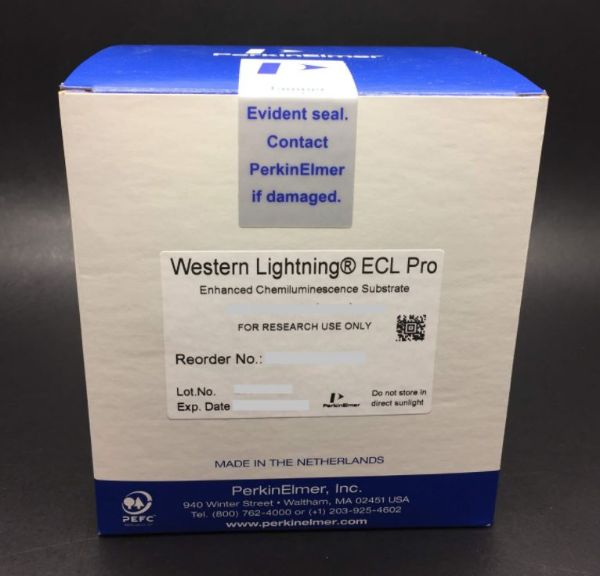 PerkinElmer
Evident seal.
Contact
PerkinElmer
if damaged.
Western Lightning® ECL Pro
Enhanced Chemiluminescence Substrate
FOR RESEARCH USE ONLY
Reorder No.:
Lot.No.
Exp. Date
PerkinElmer
Do not store in
direct sunlight
MADE IN THE NETHERLANDS
PerkinElmer, Inc.
940 Winter Street • Waltham, MA 02451 USA
Tel. (800) 762-4000 or (+1) 203-925-4602
www.perkinelmer.com
PEFC